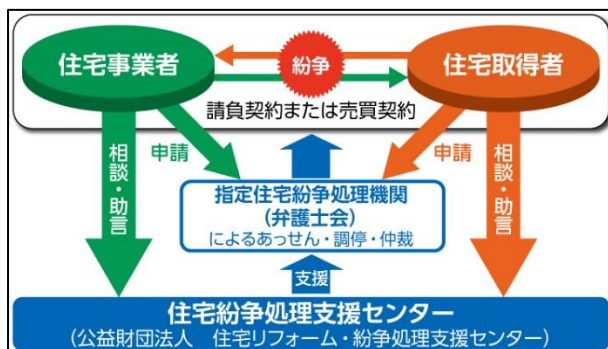 住宅事業者
紛争
住宅取得者
請負契約または売買契約
相談・助言
申請
申請
相談・助言
指定住宅紛争処理機関
(弁護士会)
によるあっせん・調停・仲裁
支援
住宅紛争処理支援センター
(公益財団法人　住宅リフォーム・紛争処理支援センター)